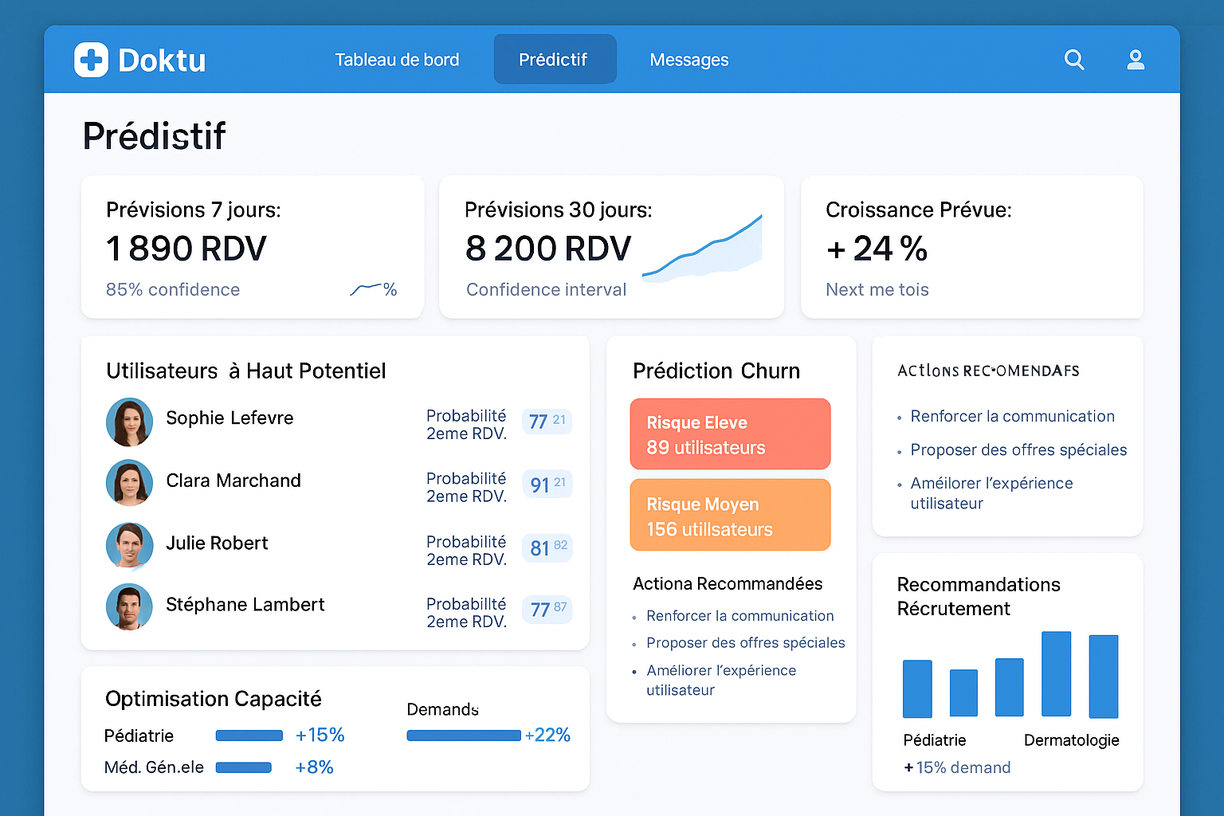 Doktu
Tableau de bord
Prédictif
Messages
Prédistif
Prévisions 7 jours:
1 890 RDV
85% confidence
%
Prévisions 30 jours:
8 200 RDV
Confidence interval
Croissance Prévue:
+ 24 %
Next me tois
Utilisateurs à Haut Potentiel
Sophie Lefevre
Probabilité
2eme RDV.
77 21
Clara Marchand
Probabilité
2eme RDV.
91 21
Julie Robert
Probabilité
2eme RDV.
81 82
Stéphane Lambert
Probabilité
2eme RDV.
77 87
Optimisation Capacité
Pédiatrie
+15%
Méd. Gén.ele
+8%
Demands
+22%
Prédiction Churn
Risque Eleve
89 utilisateurs
Risque Moyen
156 utilisateurs
Actiona Recommandées
• Renforcer la communication
• Proposer des offres spéciales
• Améliorer l'expérience
utilisateur
ACtlons REC•OMENDAFS
• Renforcer la communication
• Proposer des offres spéciales
• Améilorer l'expérience
utilisateur
Recommandations
Récrutement
Pédiatrie
Dermatologie
+15% demand